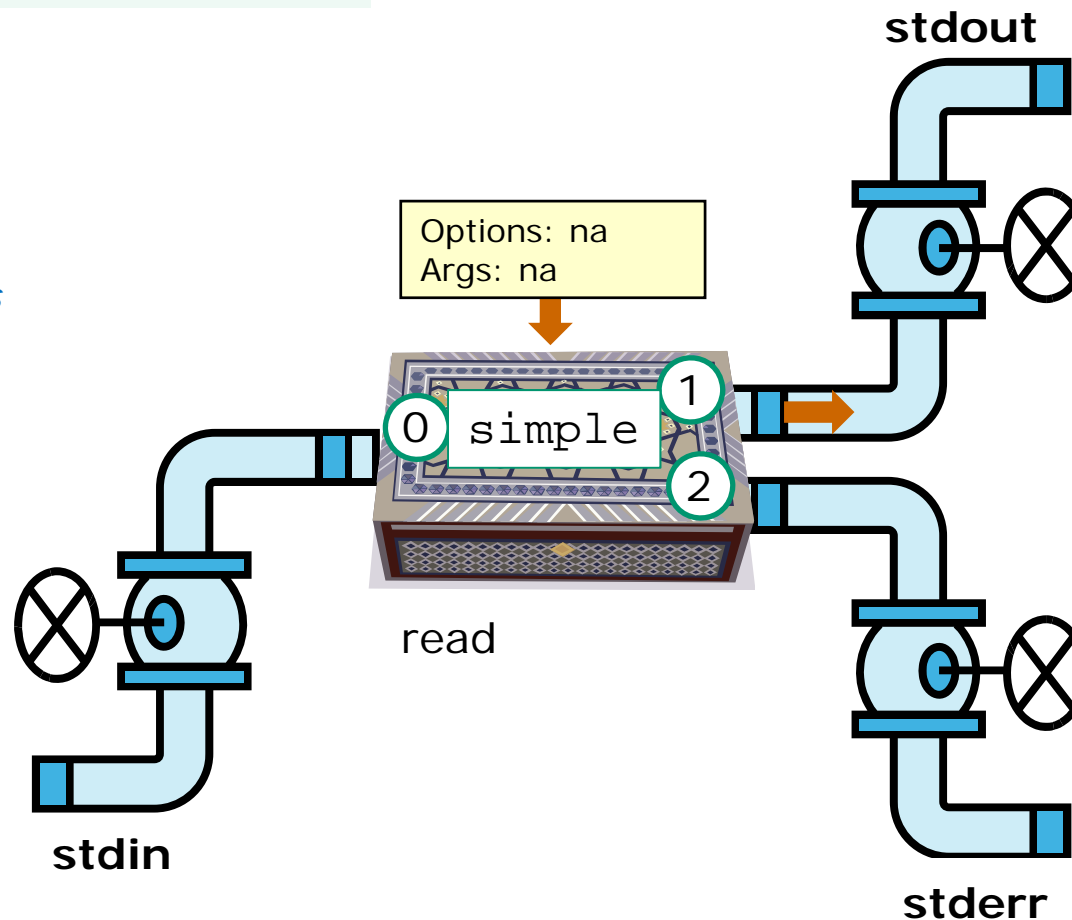 stdout
Options: na
Args: na
0
simple
1
2
read
stdin
stderr